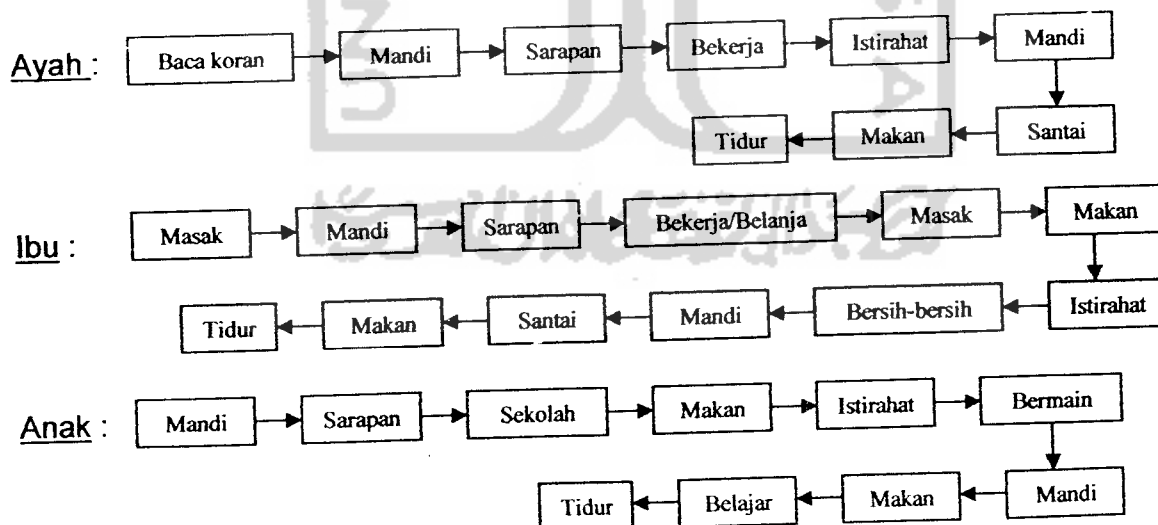 Ayah : Baca koran Mandi Sarapan Bekerja Istirahat Mandi
Tidur Makan Santai
Ibu : Masak Mandi Sarapan Bekerja/Belanja Masak Makan
Tidur Makan Santai Mandi Bersih-bersih Istirahat
Anak : Mandi Sarapan Sekolah Makan Istirahat Bermain
Tidur Belajar Makan Mandi